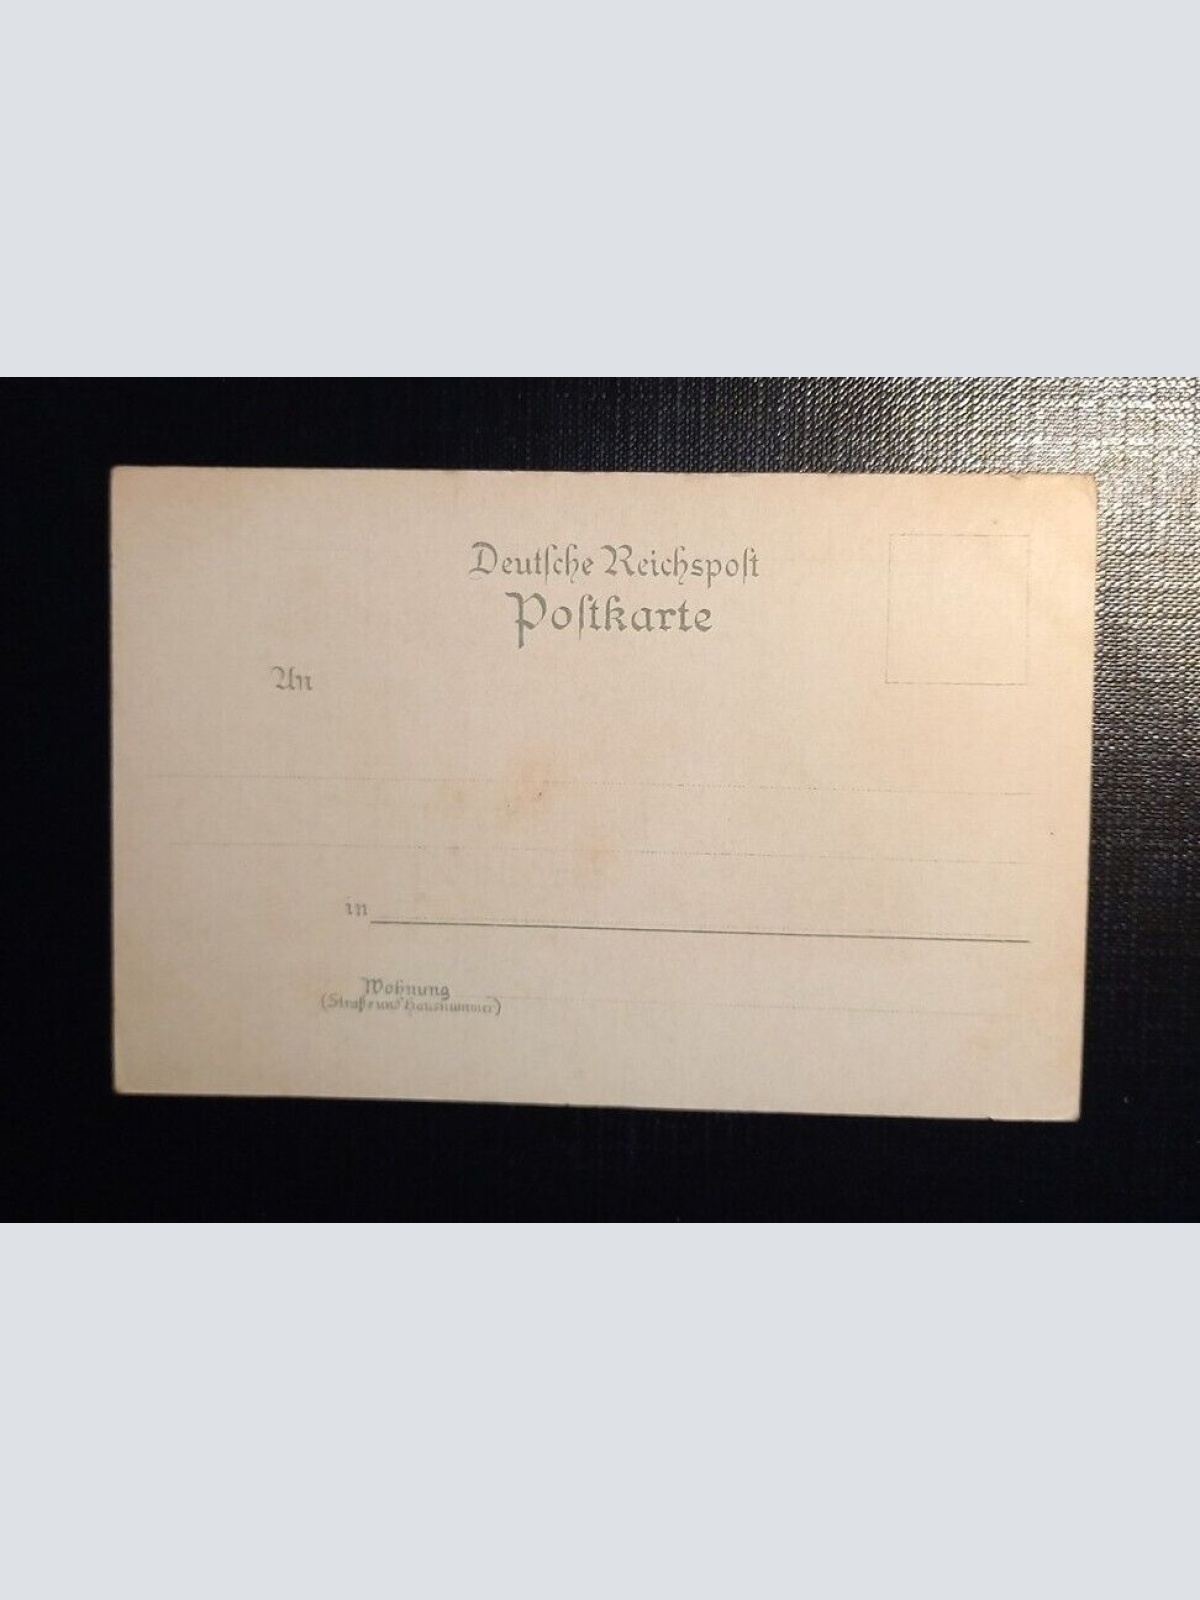 Deutſche Reichspoſt
Poſtkarte
An
in
Wohnung
(Straße und Hausnummer)